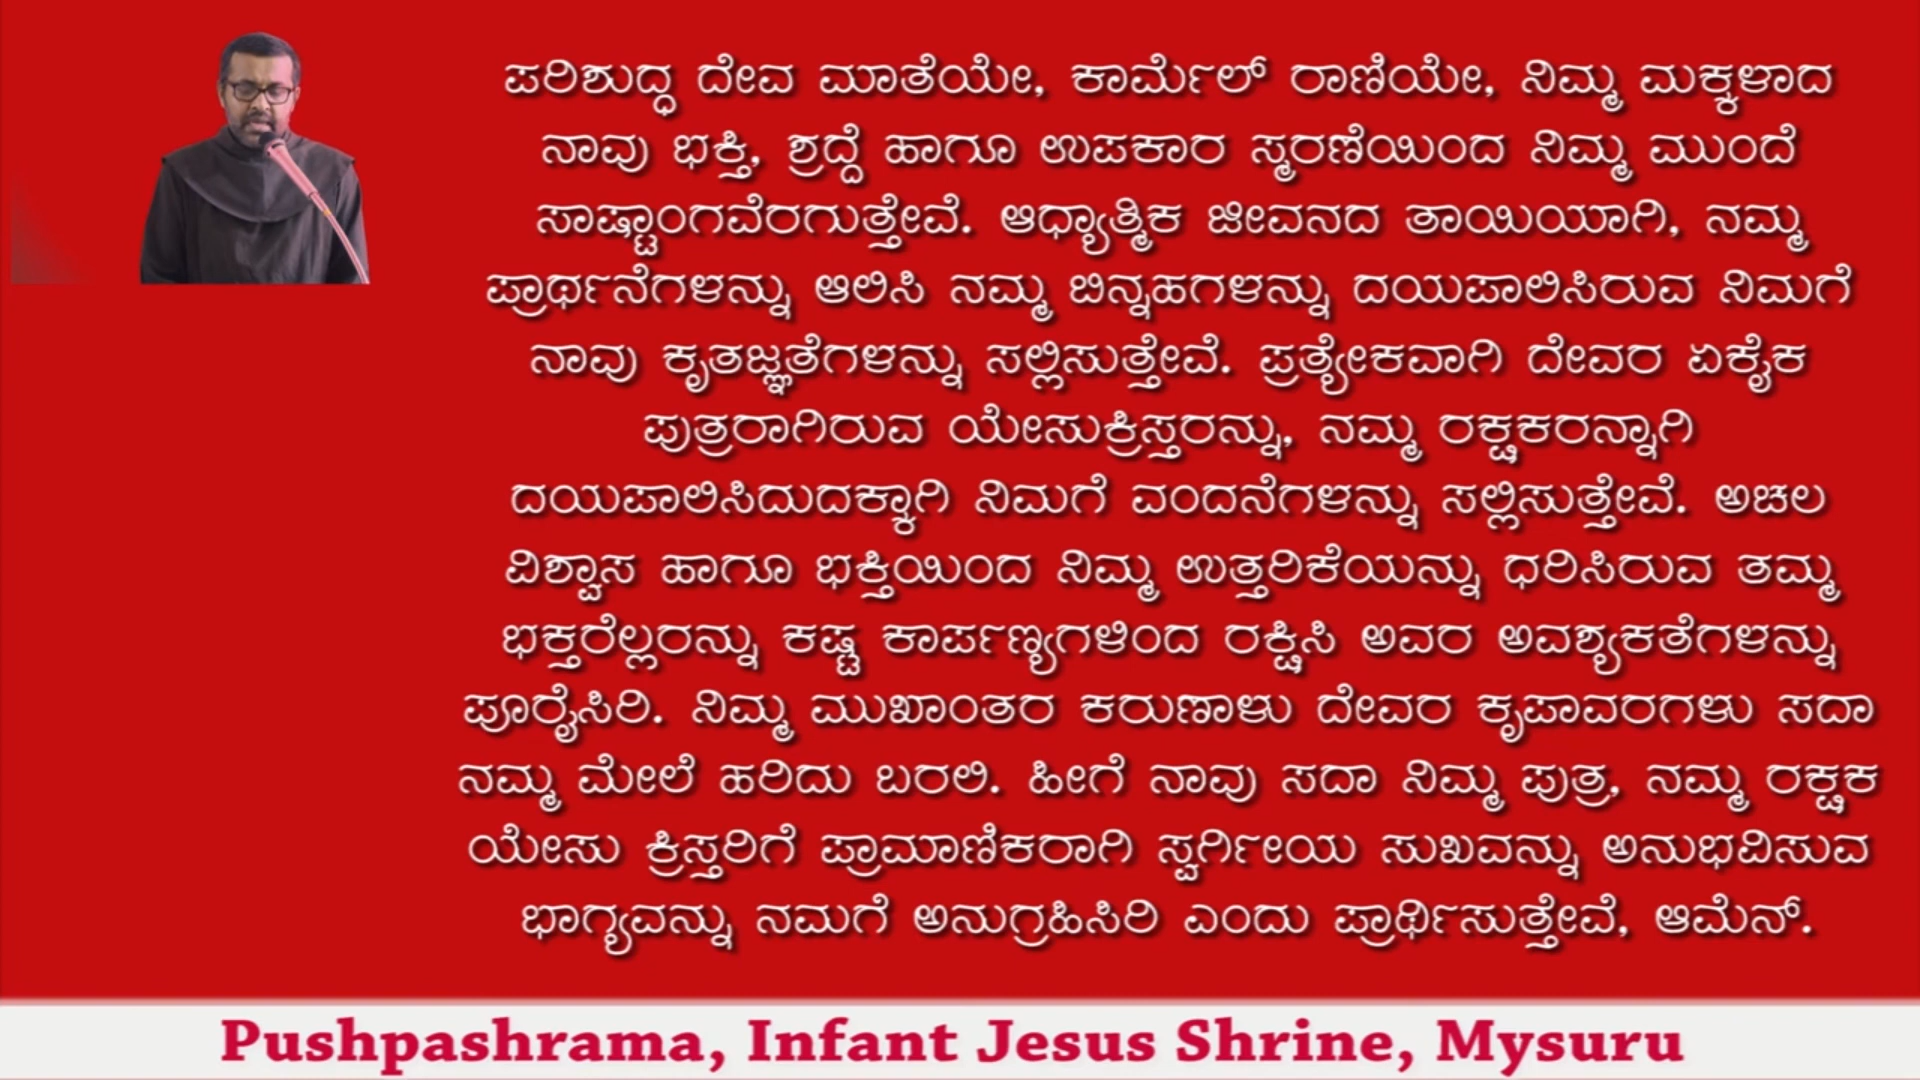 ಪರಿಶುದ್ಧ ದೇವ ಮಾತೆಯೇ, ಕಾರ್ಮೆಲ್ ರಾಣಿಯೇ, ನಿಮ್ಮ ಮಕ್ಕಳಾದ
ನಾವು ಭಕ್ತಿ, ಶ್ರದ್ದೆ ಹಾಗೂ ಉಪಕಾರ ಸ್ಮರಣೆಯಿಂದ ನಿಮ್ಮ ಮುಂದೆ
ಸಾಷ್ಟಾಂಗವೆರಗುತ್ತೇವೆ. ಆಧ್ಯಾತ್ಮಿಕ ಜೀವನದ ತಾಯಿಯಾಗಿ, ನಮ್ಮ
ಪ್ರಾರ್ಥನೆಗಳನ್ನು ಆಲಿಸಿ ನಮ್ಮ ಬಿನ್ನಹಗಳನ್ನು ದಯಪಾಲಿಸಿರುವ ನಿಮಗೆ
ನಾವು ಕೃತಜ್ಞತೆಗಳನ್ನು ಸಲ್ಲಿಸುತ್ತೇವೆ. ಪ್ರತ್ಯೇಕವಾಗಿ ದೇವರ ಏಕೈಕ
ಪುತ್ರರಾಗಿರುವ ಯೇಸುಕ್ರಿಸ್ತರನ್ನು, ನಮ್ಮ ರಕ್ಷಕರನ್ನಾಗಿ
ದಯಪಾಲಿಸಿದುದಕ್ಕಾಗಿ ನಿಮಗೆ ವಂದನೆಗಳನ್ನು ಸಲ್ಲಿಸುತ್ತೇವೆ. ಅಚಲ
ವಿಶ್ವಾಸ ಹಾಗೂ ಭಕ್ತಿಯಿಂದ ನಿಮ್ಮ ಉತ್ತರಿಕೆಯನ್ನು ಧರಿಸಿರುವ ತಮ್ಮ
ಭಕ್ತರೆಲ್ಲರನ್ನು ಕಷ್ಟ ಕಾರ್ಪಣ್ಯಗಳಿಂದ ರಕ್ಷಿಸಿ ಅವರ ಅವಶ್ಯಕತೆಗಳನ್ನು
ಪೂರೈಸಿರಿ. ನಿಮ್ಮ ಮುಖಾಂತರ ಕರುಣಾಳು ದೇವರ ಕೃಪಾವರಗಳು ಸದಾ
ನಮ್ಮ ಮೇಲೆ ಹರಿದು ಬರಲಿ. ಹೀಗೆ ನಾವು ಸದಾ ನಿಮ್ಮ ಪುತ್ರ, ನಮ್ಮ ರಕ್ಷಕ
ಯೇಸು ಕ್ರಿಸ್ತರಿಗೆ ಪ್ರಾಮಾಣಿಕರಾಗಿ ಸ್ವರ್ಗೀಯ ಸುಖವನ್ನು ಅನುಭವಿಸುವ
ಭಾಗ್ಯವನ್ನು ನಮಗೆ ಅನುಗ್ರಹಿಸಿರಿ ಎಂದು ಪ್ರಾರ್ಥಿಸುತ್ತೇವೆ, ಆಮೆನ್.
Pushpashrama, Infant Jesus Shrine, Mysuru